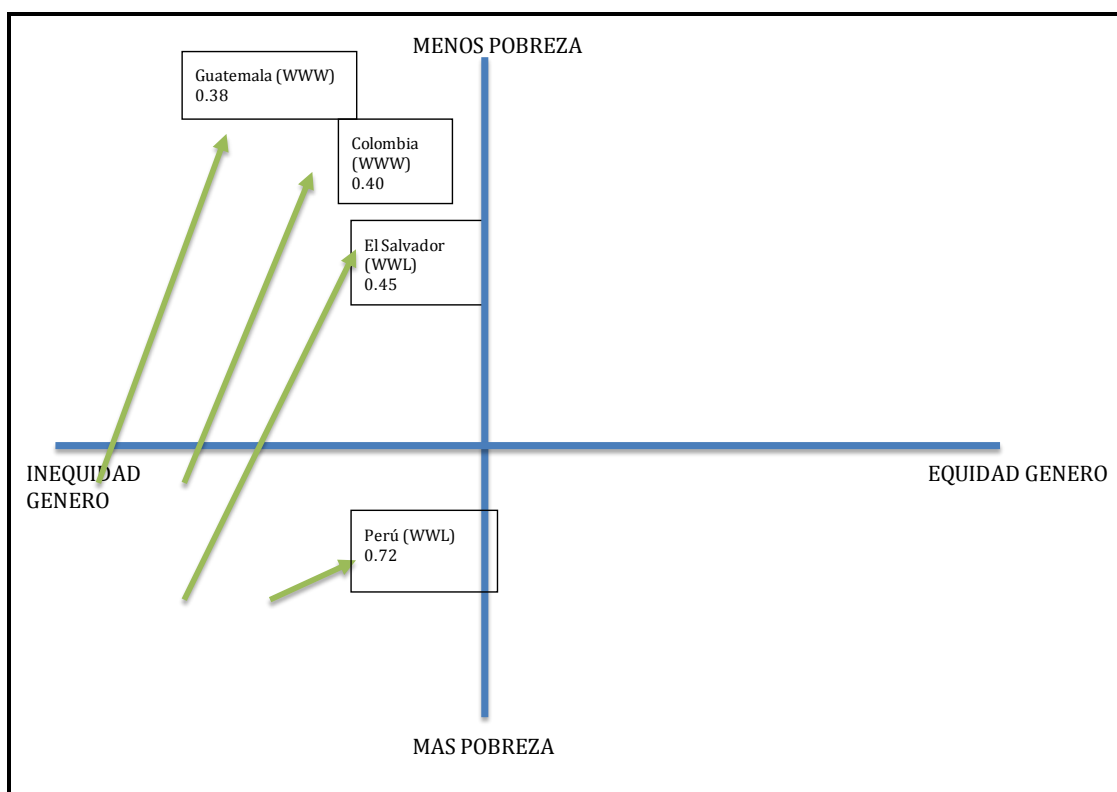 MENOS POBREZA
Guatemala (WWW)
0.38
Colombia
(WWW)
0.40
El Salvador
(WWL)
0.45
INEQUIDAD
GENERO
EQUIDAD GENERO
Perú (WWL)
0.72
MAS POBREZA